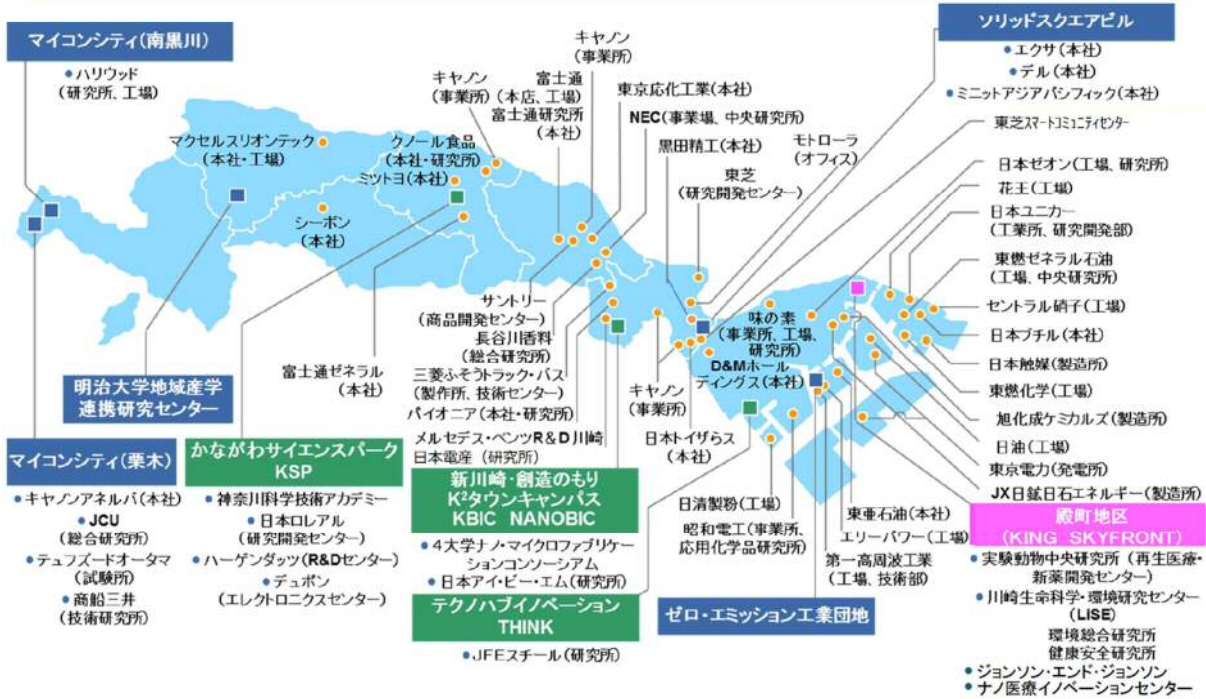 マイコンシティ(南黒川)
●ハリウッド
(研究所、工場)
キヤノン
(事業所)
キヤノン
(事業所)
富士通
(本店、工場)
富士通研究所
(本社)
東京応化工業(本社)
NEC(事業場、中央研究所)
黒田精工(本社)
東芝
(研究開発センター)
モトローラ
(オフィス)
ソリッドスクエアビル
●エクサ(本社)
●デル(本社)
●ミニットアジアパシフィック(本社)
東芝スマートコミュニティセンター
日本ゼオン(工場、研究所)
花王(工場)
日本ユニカー
(工業所、研究開発部)
東燃ゼネラル石油
(工場、中央研究所)
セントラル硝子(工場)
日本ブチル(本社)
日本触媒(製造所)
東燃化学(工場)
旭化成ケミカルズ(製造所)
日油(工場)
東京電力(発電所)
JX日鉱日石エネルギー(製造所)
マクセルスリオンテック
(本社・工場)
クノール食品
(本社・研究所)
ミツトヨ(本社)
シーボン
(本社)
サントリー
(商品開発センター)
長谷川香料
(総合研究所)
三菱ふそうトラック・バス
(製作所、技術センター)
パイオニア(本社・研究所)
メルセデス・ベンツR&D川崎
日本電産(研究所)
富士通ゼネラル
(本社)
キヤノン
(事業所)
日本トイザらス
(本社)
味の素
(事業所、工場、
研究所)
D&Mホール
ディングス(本社)
日清製粉(工場)
昭和電工(事業所、
応化学品研究所)
東亜石油(本社)
エリーパワー(工場)
第一高周波工業
(工場、技術部)
明治大学地域産学
連携研究センター
マイコンシティ(栗木)
●キヤノンアネルバ(本社)
●JCU
(総合研究所)
●テュフズードオータマ
(試験所)
●商船三井
(技術研究所)
かながわサイエンスパーク
KSP
●神奈川科学技術アカデミー
●日本ロレアル
(研究開発センター)
●ハーゲンダッツ(R&Dセンター)
●デュポン
(エレクトロニクスセンター)
新川崎・創造のもり
K²タウンキャンパス
KBIC NANOBIC
●4大学ナノ・マイクロファブリケー
ションコンソーシアム
●日本アイ・ビー・エム(研究所)
テクノハブイノベーション
THINK
●JFEスチール(研究所)
ゼロ・エミッション工業団地
殿町地区
(KING SKYFRONT)
●実験動物中央研究所(再生医療・
新薬開発センター)
●川崎生命科学・環境研究センター
(LiSE)
環境総合研究所
健康安全研究所
●ジョンソン・エンド・ジョンソン
●ナノ医療イノベーションセンター